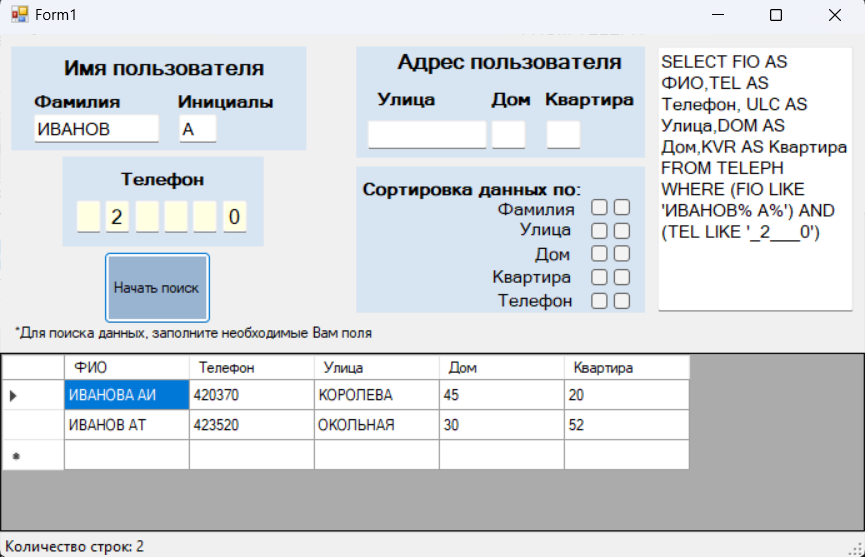 Form1
Имя пользователя
Фамилия Инициалы
ИВАНОВ А
Телефон
_ 2 _ _ _ 0
Начать поиск
*Для поиска данных, заполните необходимые Вам поля
Адрес пользователя
Улица Дом Квартира
Сортировка данных по:
Фамилия
Улица
Дом
Квартира
Телефон
SELECT FIO AS
ФИО,TEL AS
Телефон, ULC AS
Улица,DOM AS
Дом,KVR AS Квартира
FROM TELEPH
WHERE (FIO LIKE
'ИВАНОВ% А%') AND
(TEL LIKE '_2___0')
ФИО Телефон Улица Дом Квартира
ИВАНОВА АИ 420370 КОРОЛЕВА 45 20
ИВАНОВ АТ 423520 ОКОЛЬНАЯ 30 52
Количество строк: 2